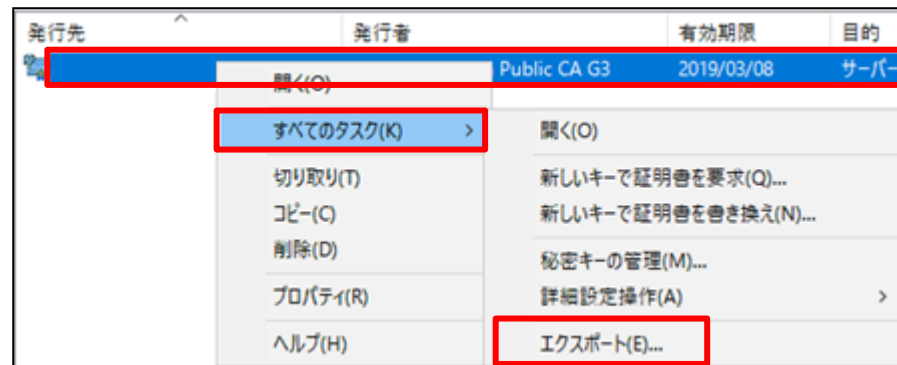 発行先 発行者 有効期限 目的
Public CA G3 2019/03/08 サーバー
開く(O)
すべてのタスク(K) > 開く(O)
切り取り(T) 新しいキーで証明書を要求(Q)...
コピー(C) 新しいキーで証明書を書き換え(N)...
削除(D) 秘密キーの管理(M)...
プロパティ(R) 詳細設定操作(A) >
ヘルプ(H) エクスポート(E)...